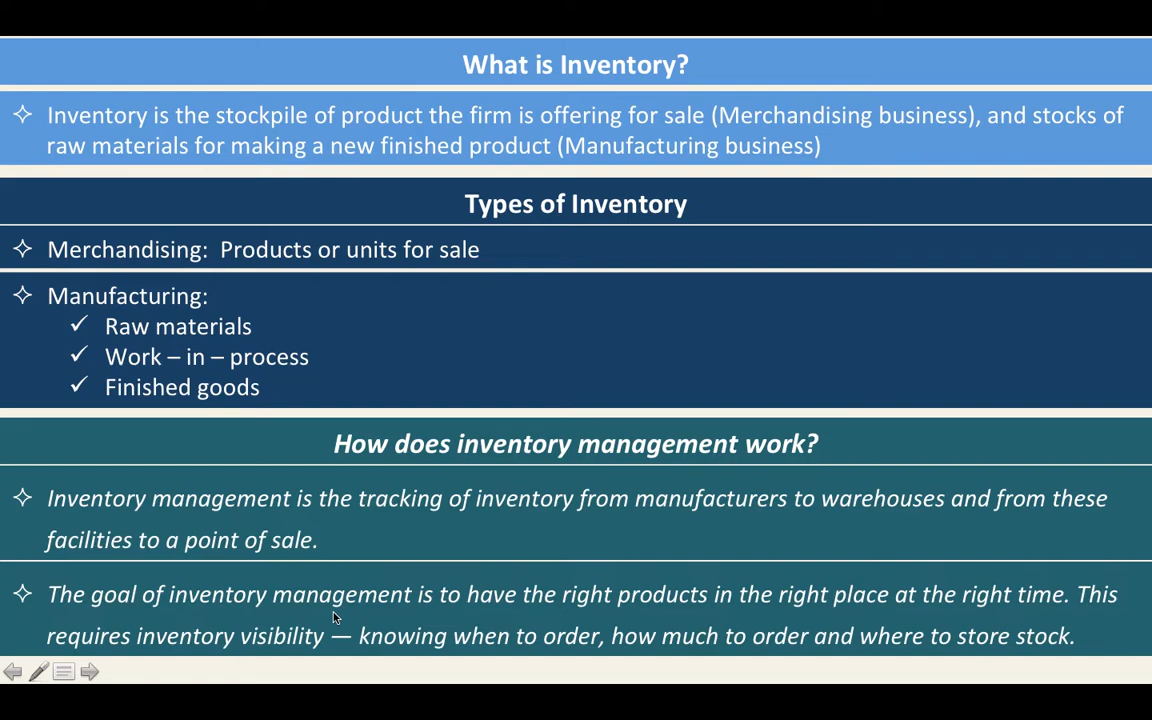 What is Inventory?
Inventory is the stockpile of product the firm is offering for sale (Merchandising business), and stocks of
raw materials for making a new finished product (Manufacturing business)
Types of Inventory
Merchandising:  Products or units for sale
Manufacturing:
Raw materials
Work – in – process
Finished goods
How does inventory management work?
Inventory management is the tracking of inventory from manufacturers to warehouses and from these
facilities to a point of sale.
The goal of inventory management is to have the right products in the right place at the right time. This
requires inventory visibility — knowing when to order, how much to order and where to store stock.